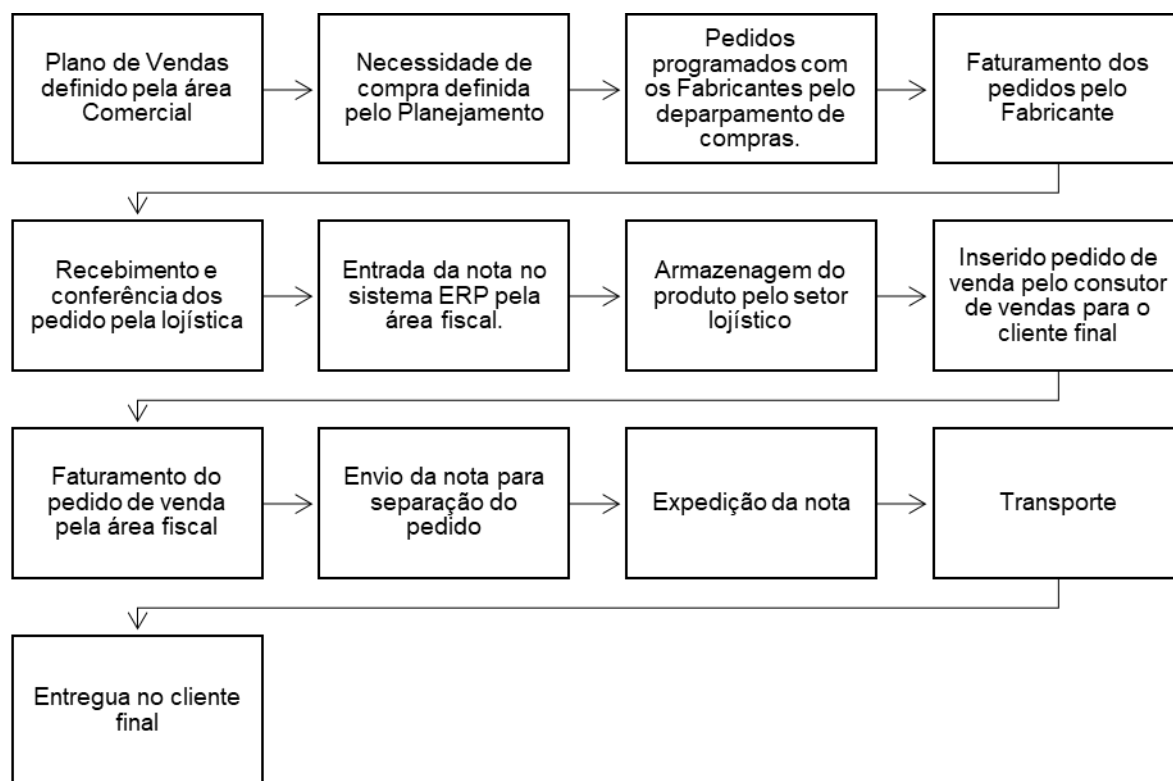 Plano de Vendas
definido pela área
Comercial
Necessidade de
compra definida
pelo Planejamento
Pedidos
programados com
os Fabricantes pelo
deparpamento de
compras.
Faturamento dos
pedidos pelo
Fabricante
Recebimento e
conferência dos
pedido pela lojística
Entrada da nota no
sistema ERP pela
área fiscal.
Armazenagem do
produto pelo setor
lojístico
Inserido pedido de
venda pelo consutor
de vendas para o
cliente final
Faturamento do
pedido de venda
pela área fiscal
Envio da nota para
separação do
pedido
Expedição da nota
Transporte
Entregua no cliente
final